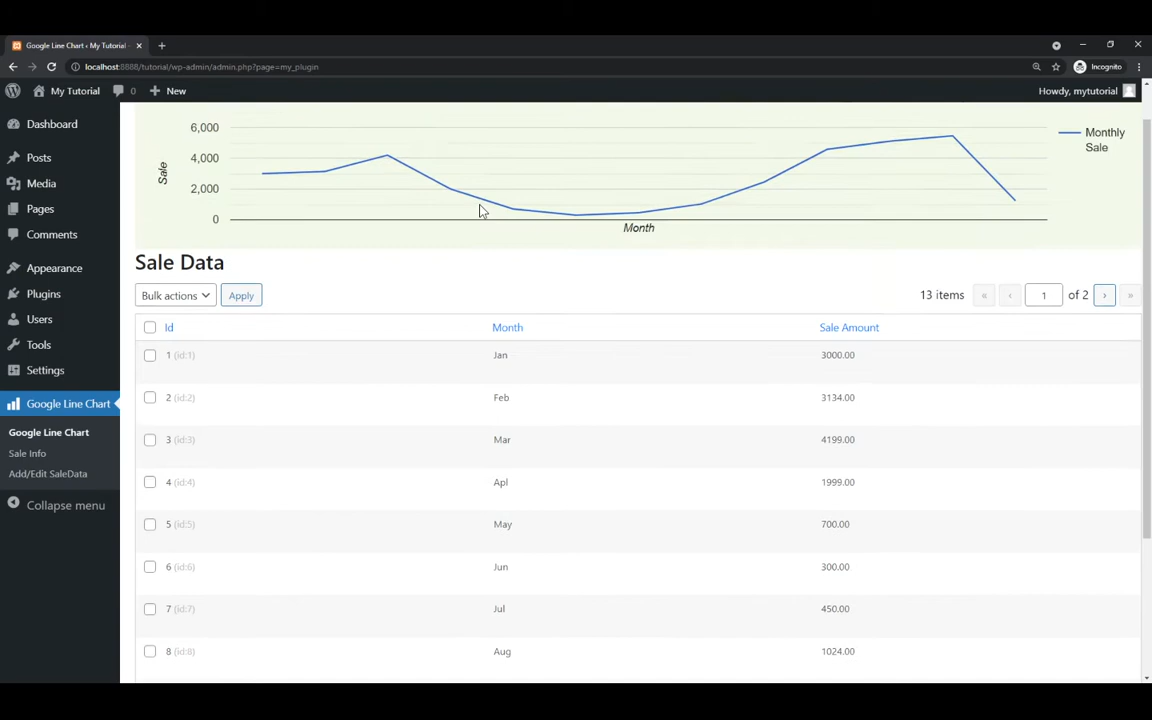 Google Line Chart ‹ My Tutorial –
localhost:8888/tutorial/wp-admin/admin.php?page=my_plugin
Incognito
My Tutorial 0 New
Howdy, mytutorial
Dashboard
Posts
Media
Pages
Comments
Appearance
Plugins
Users
Tools
Settings
Google Line Chart
Google Line Chart
Sale Info
Add/Edit SaleData
Collapse menu
6,000
4,000
2,000
0
Sale
Month
Monthly
Sale
Sale Data
Bulk actions Apply
13 items « ‹ 1 of 2 › »
Id Month Sale Amount
1 (id:1) Jan 3000.00
2 (id:2) Feb 3134.00
3 (id:3) Mar 4199.00
4 (id:4) Apl 1999.00
5 (id:5) May 700.00
6 (id:6) Jun 300.00
7 (id:7) Jul 450.00
8 (id:8) Aug 1024.00